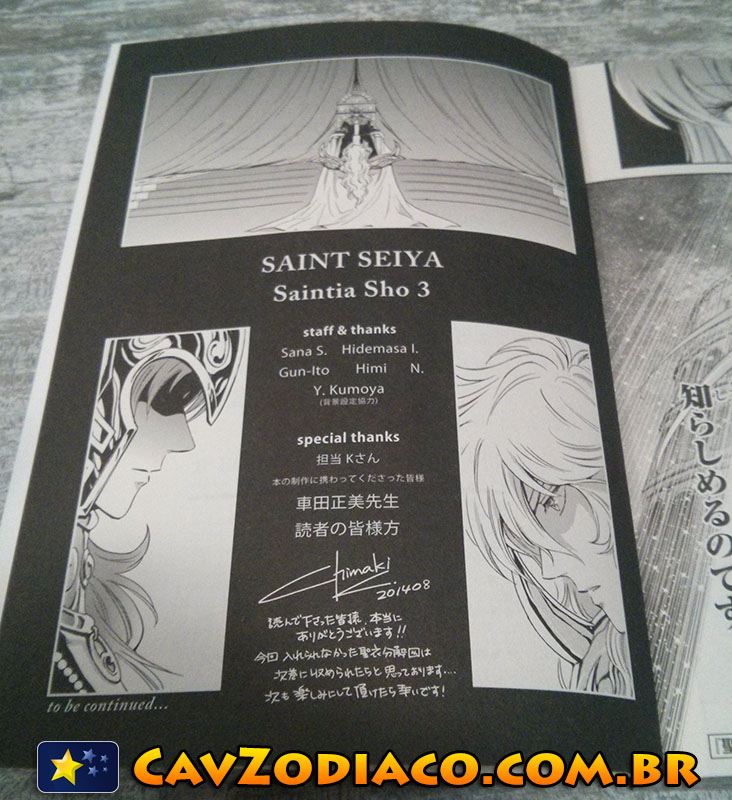 SAINT SEIYA
Saintia Sho 3
staff & thanks
Sana S. Hidemasa I.
Gun-Ito Himi N.
Y. Kumoya
(背景設定協力)
special thanks
担当 Kさん
本の制作に携わってくださった皆様
車田正美先生
読者の皆様方
Chimaki
201408
読んで下さった皆様、本当に
ありがとうございます!!
今回 入れられなかった聖衣分解図は
次巻に収められたらと思っております....
次も楽しみにして頂けたら幸いです!
to be continued...
知らしめるのです
し
「聖
CavZodiaco.com.br